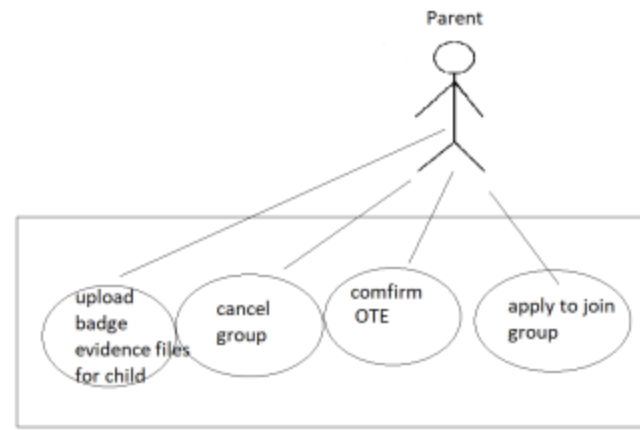 Parent
upload
badge
evidence files
for child
cancel
group
comfirm
OTE
apply to join
group